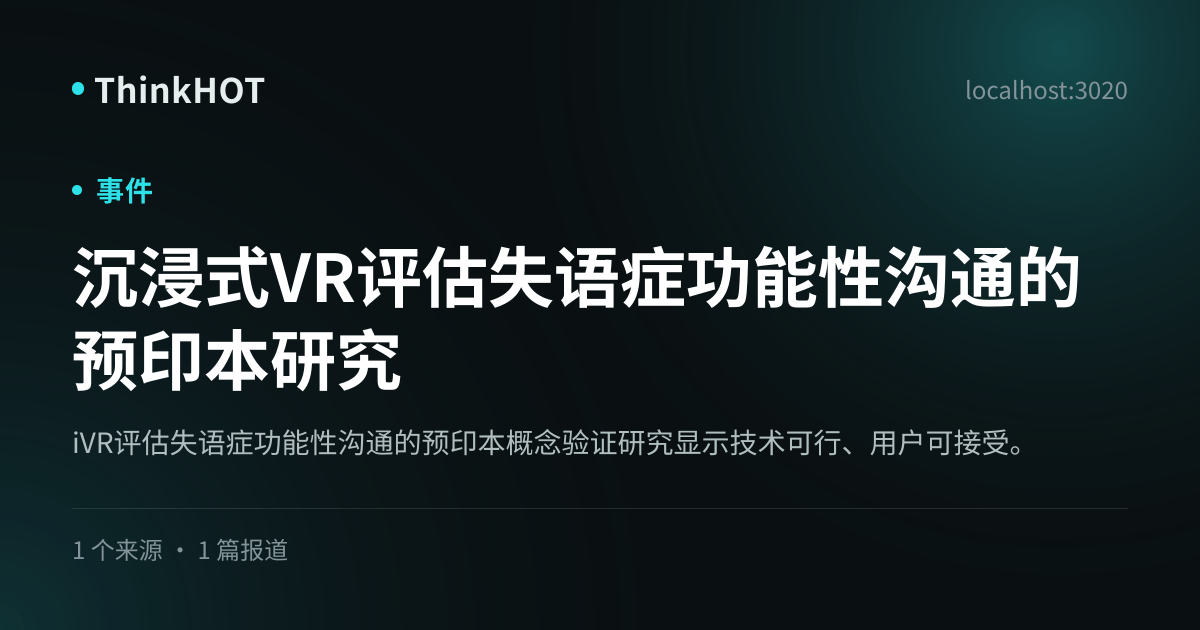 ThinkHOT
localhost:3020
事件
沉浸式VR评估失语症功能性沟通的
预印本研究
iVR评估失语症功能性沟通的预印本概念验证研究显示技术可行、用户可接受。
1 个来源 · 1 篇报道